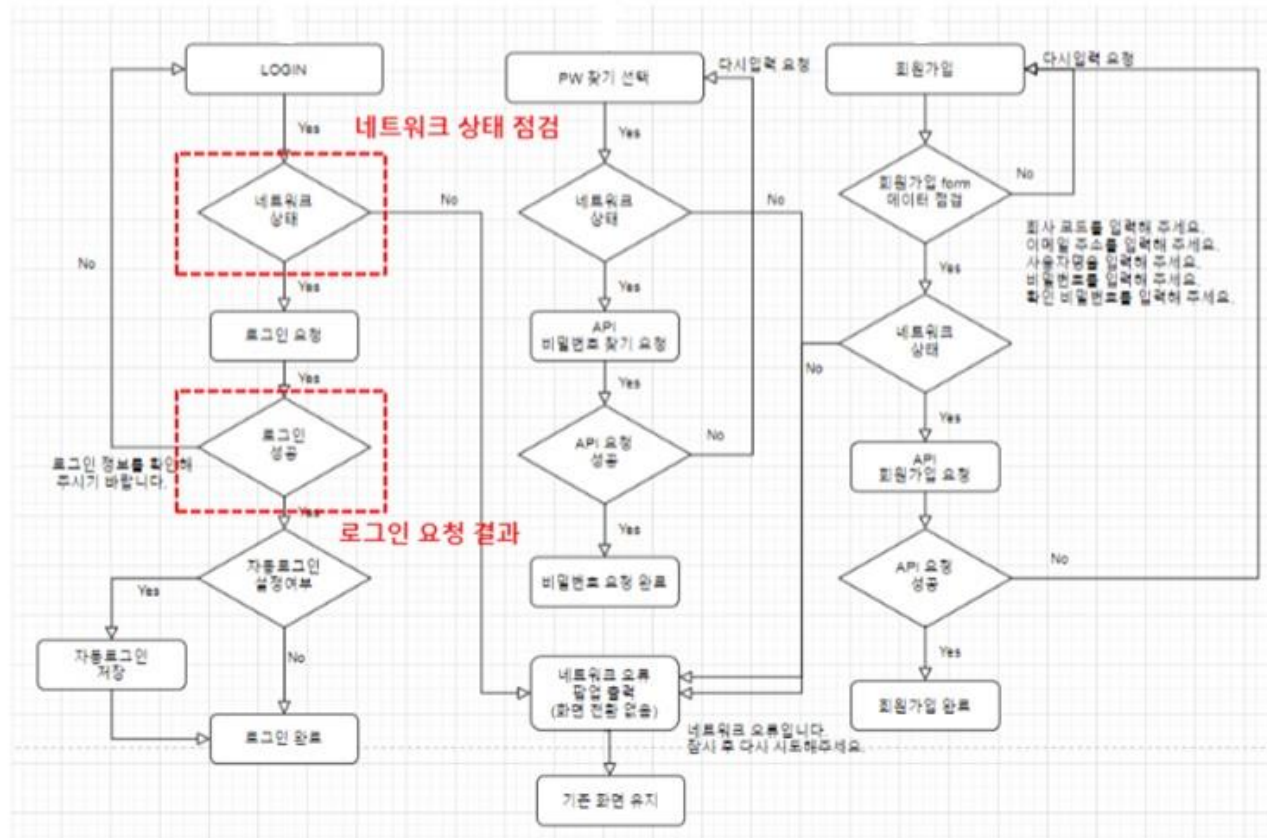 LOGIN
Yes
네트워크 상태 점검
네트워크
상태
No
Yes
로그인 요청
Yes
로그인
성공
No
로그인 정보를 확인해
주시기 바랍니다.
Yes
로그인 요청 결과
자동로그인
설정여부
Yes
자동로그인
저장
No
로그인 완료
PW 찾기 선택
다시입력 요청
Yes
네트워크
상태
No
Yes
API
비밀번호 찾기 요청
Yes
API 요청
성공
No
Yes
비밀번호 요청 완료
네트워크 오류
팝업 출력
(화면 전환 없음)
네트워크 오류입니다.
잠시 후 다시 시도해주세요.
기존 화면 유지
회원가입
다시입력 요청
회원가입 form
데이터 점검
No
회사 코드를 입력해 주세요.
이메일 주소를 입력해 주세요.
사용자명을 입력해 주세요.
비밀번호를 입력해 주세요.
확인 비밀번호를 입력해 주세요.
Yes
네트워크
상태
No
Yes
API
회원가입 요청
Yes
API 요청
성공
No
Yes
회원가입 완료